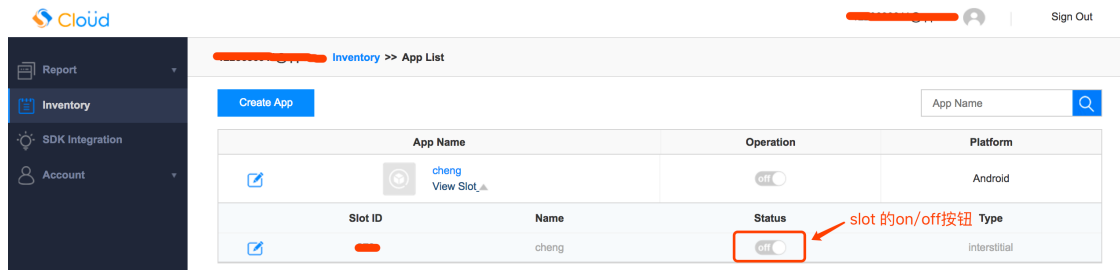 Cloud
Sign Out
Inventory >> App List
Report
Inventory
SDK Integration
Account
Create App
App Name
App Name Operation Platform
cheng
View Slot
off
Android
Slot ID Name Status Type
slot 的on/off按钮
cheng off interstitial